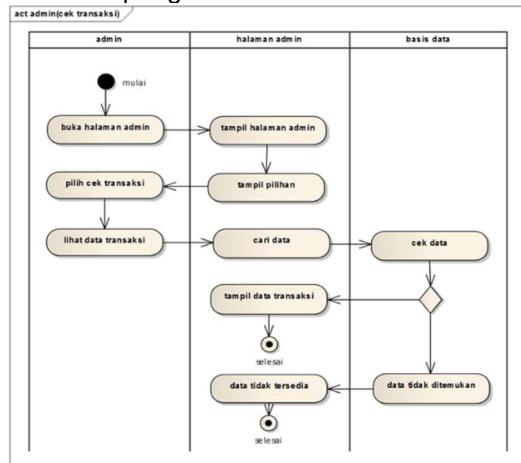 act admin(cek transaksi)
admin
halaman admin
basis data
mulai
buka halaman admin
tampil halaman admin
pilih cek transaksi
tampil pilihan
lihat data transaksi
cari data
cek data
tampil data transaksi
selesai
data tidak tersedia
data tidak ditemukan
selesai